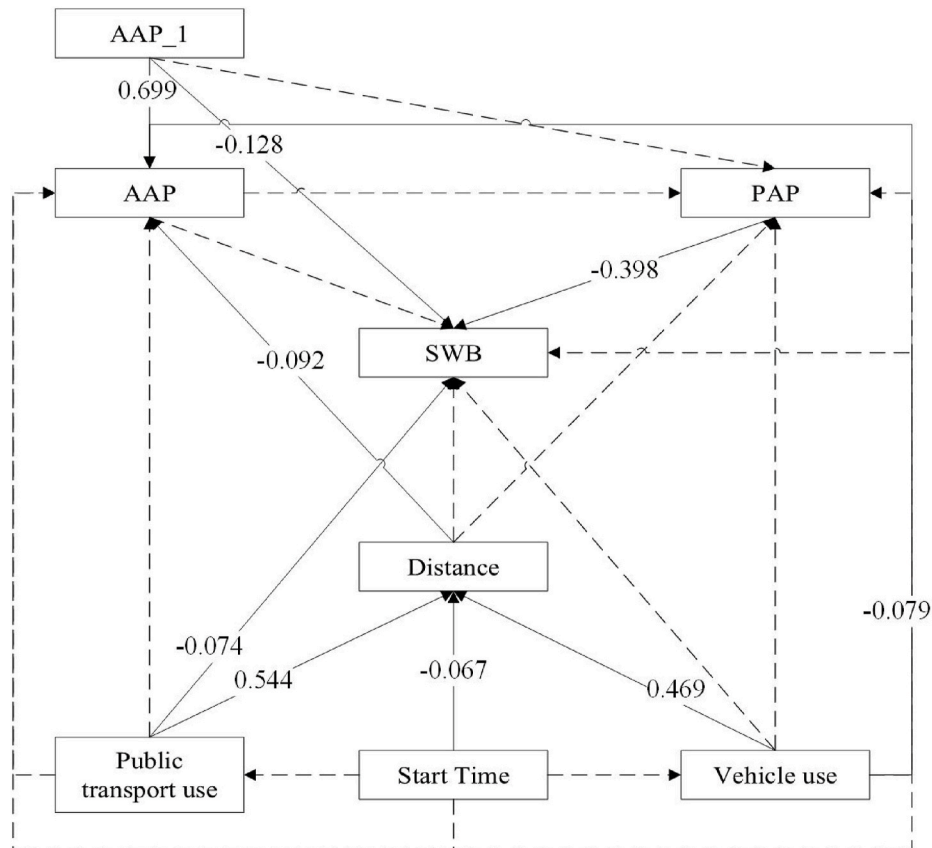 AAP_1
0.699
-0.128
AAP
PAP
-0.398
SWB
-0.092
Distance
-0.079
-0.074
-0.067
0.544
0.469
Public
transport use
Start Time
Vehicle use